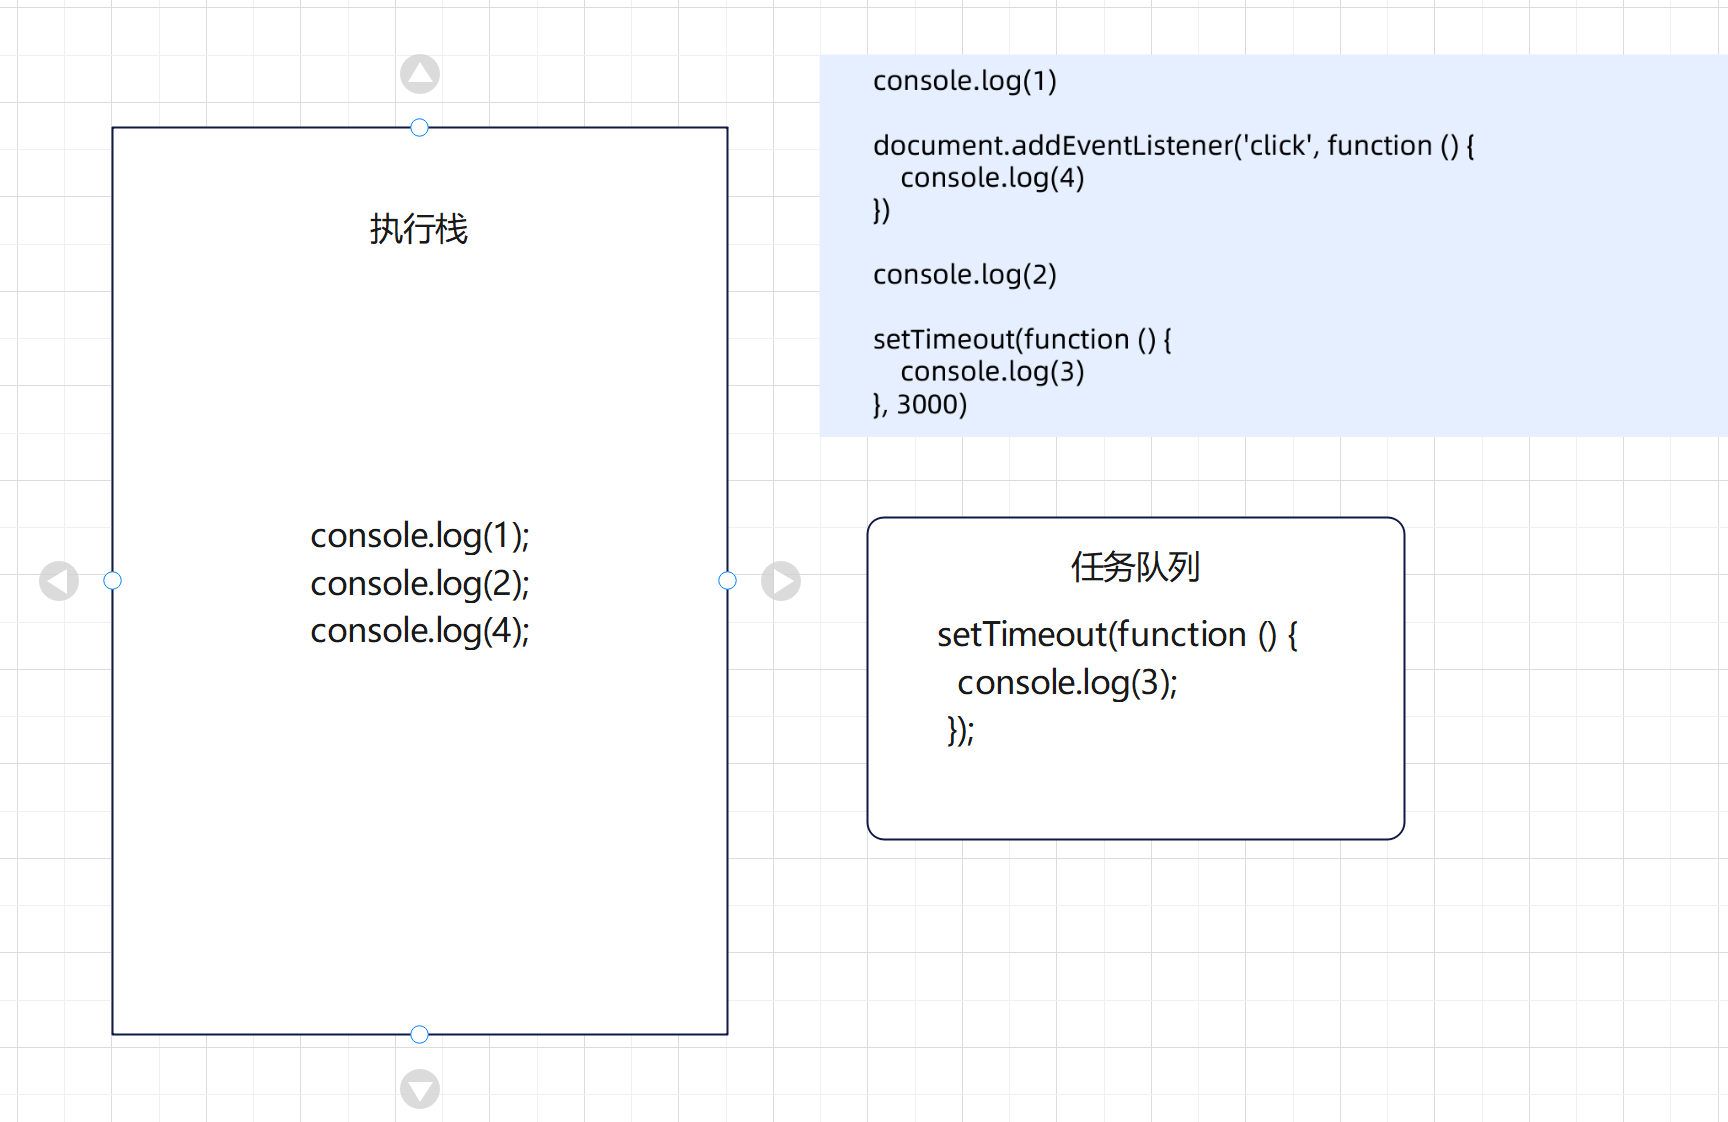 执行栈
console.log(1);
console.log(2);
console.log(4);
console.log(1)
document.addEventListener('click', function () {
console.log(4)
})
console.log(2)
setTimeout(function () {
console.log(3)
}, 3000)
任务队列
setTimeout(function () {
console.log(3);
});